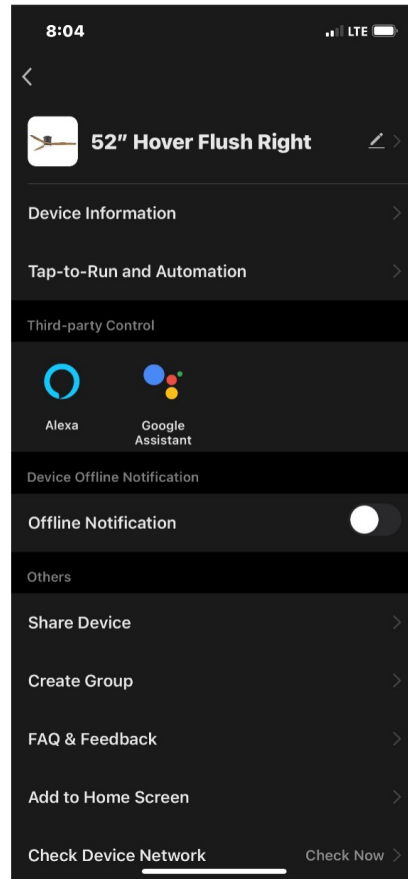 8:04
LTE
52” Hover Flush Right
Device Information
Tap-to-Run and Automation
Third-party Control
Alexa
Google
Assistant
Device Offline Notification
Offline Notification
Others
Share Device
Create Group
FAQ & Feedback
Add to Home Screen
Check Device Network Check Now